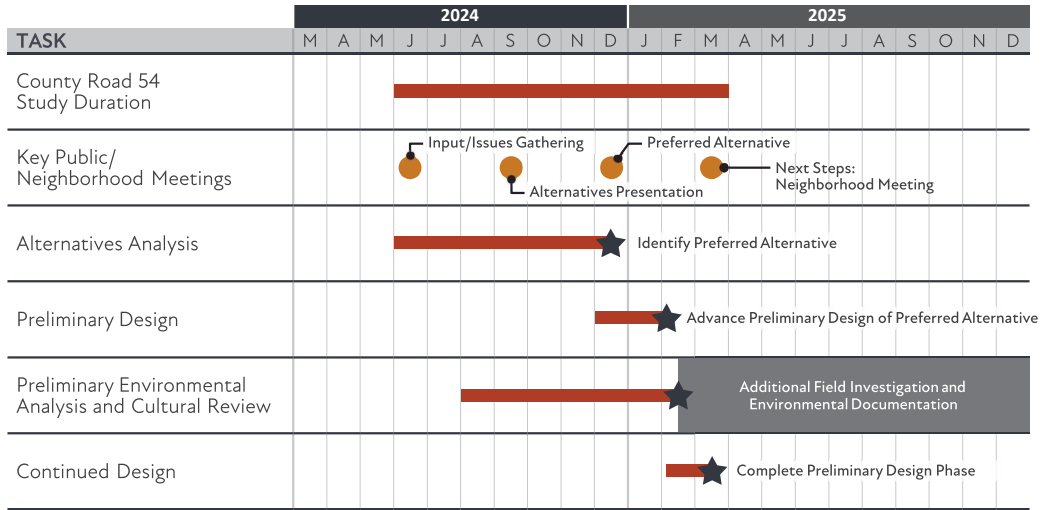 2024 2025
TASK M A M J J A S O N D J F M A M J J A S O N D
County Road 54
Study Duration
Key Public/
Neighborhood Meetings
Input/Issues Gathering
Preferred Alternative
Next Steps:
Neighborhood Meeting
Alternatives Presentation
Alternatives Analysis
Identify Preferred Alternative
Preliminary Design
Advance Preliminary Design of Preferred Alternative
Preliminary Environmental
Analysis and Cultural Review
Additional Field Investigation and
Environmental Documentation
Continued Design
Complete Preliminary Design Phase